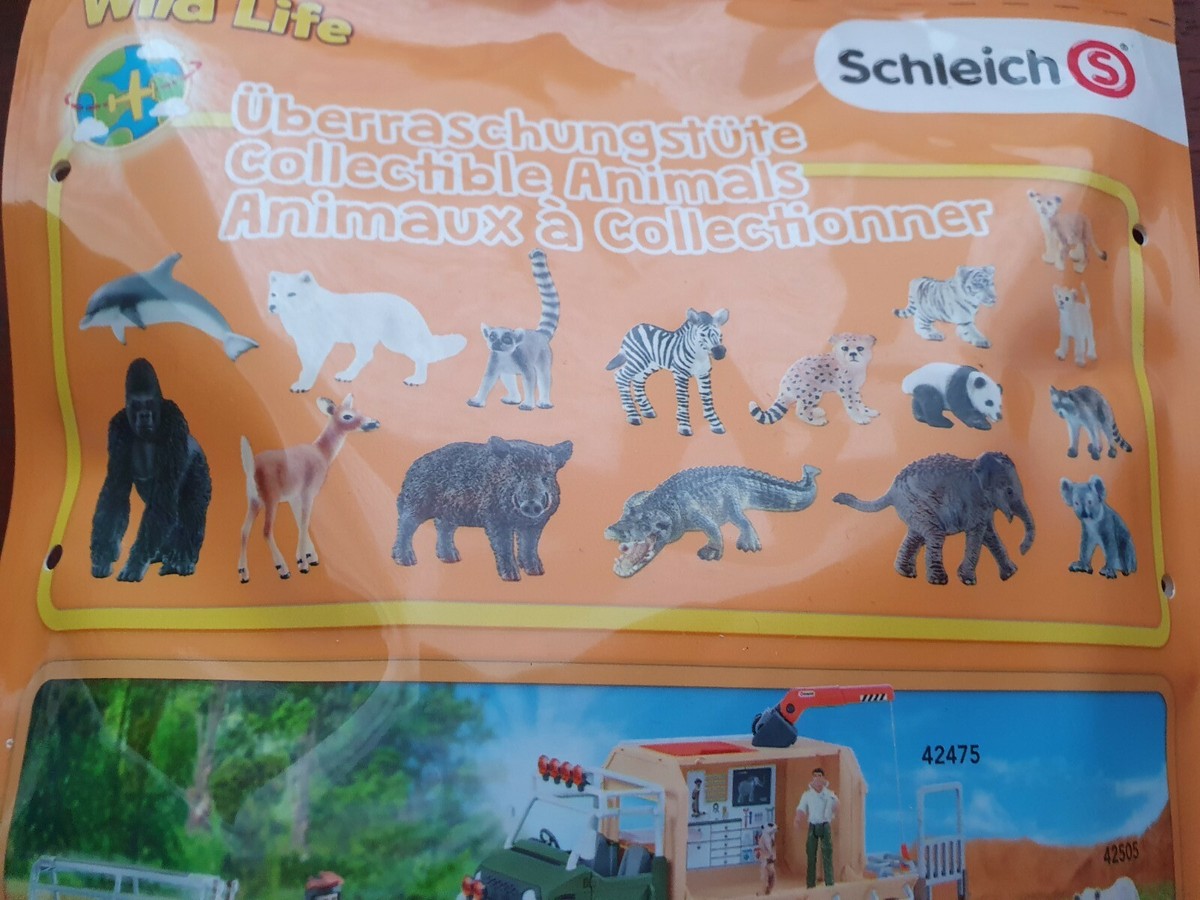 Wild Life
Schleich S
Überraschungstüte
Collectible Animals
Animaux à Collectionner
42475
42505